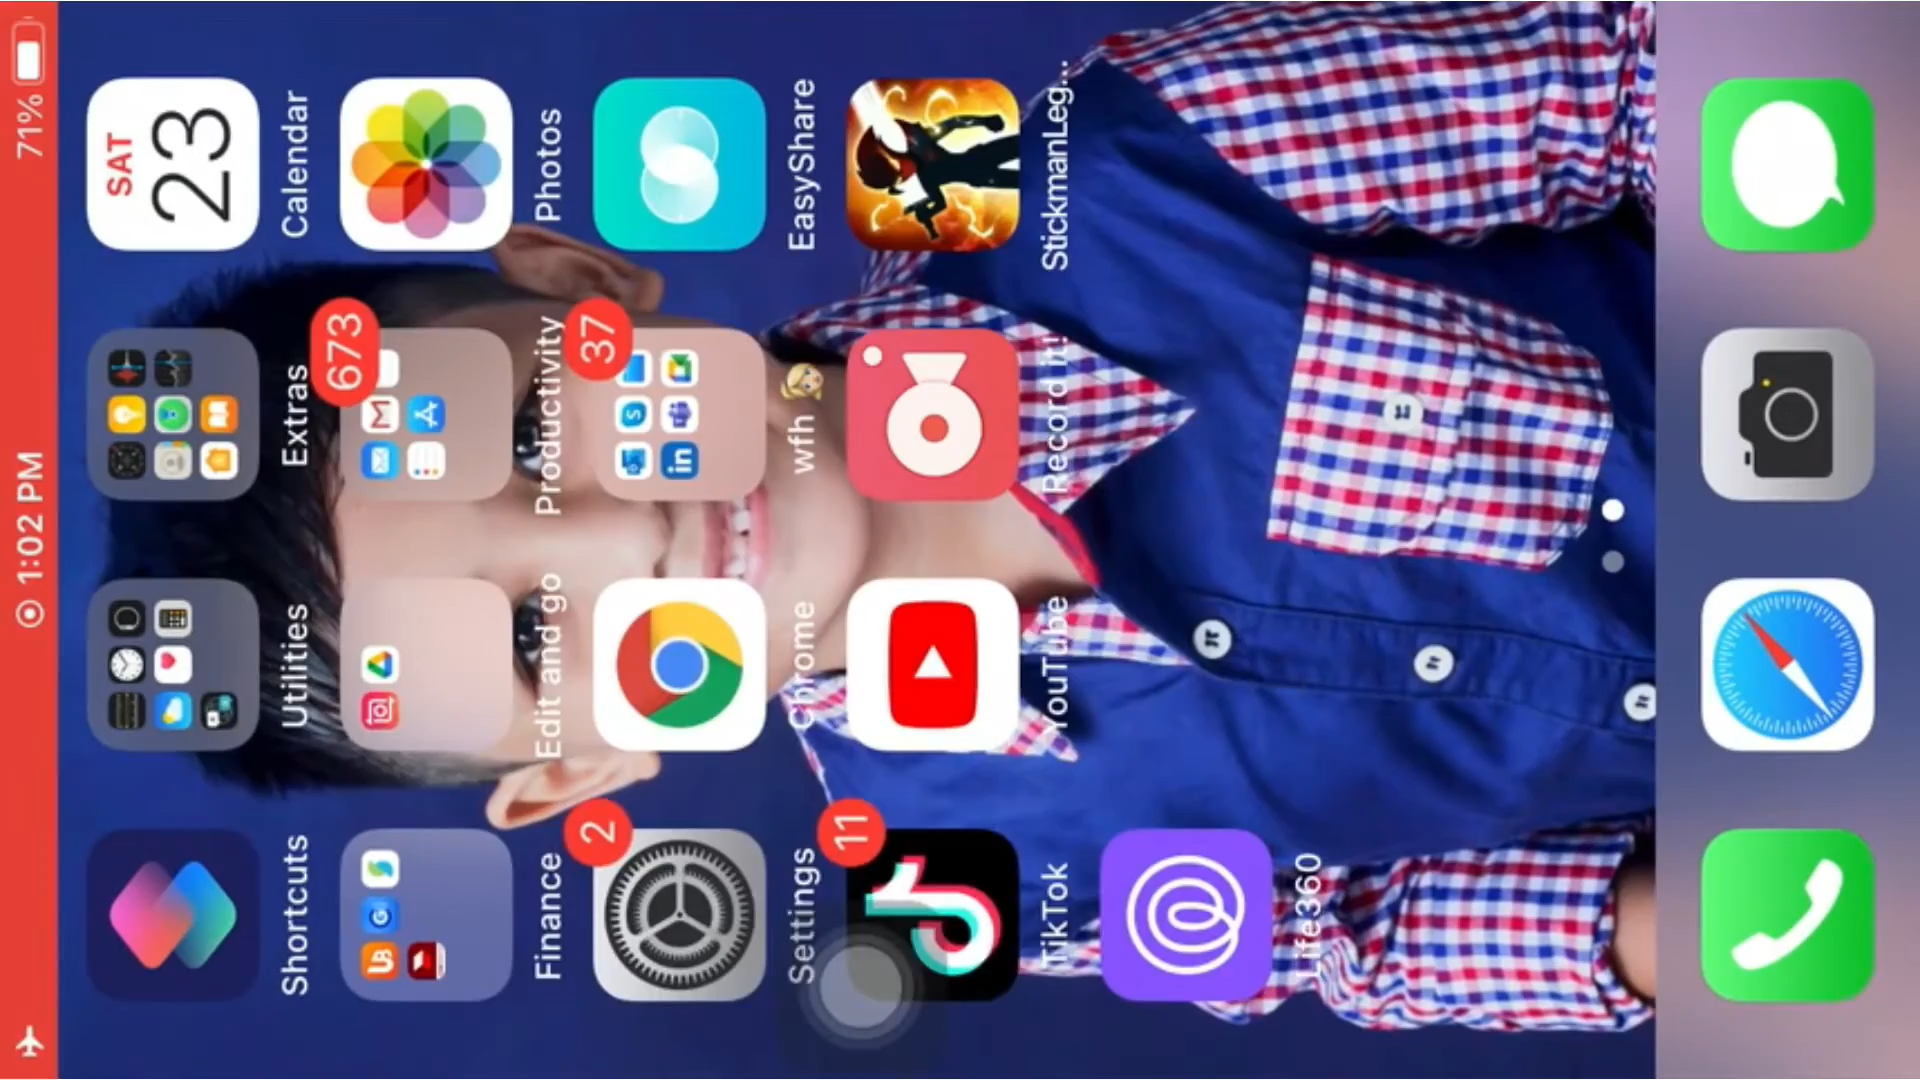 1:02 PM
71%
SAT
23
Shortcuts
Utilities
Extras
Calendar
673
Finance
Edit and go
Productivity
Photos
2
37
Settings
Chrome
wfh
EasyShare
11
TikTok
YouTube
Record it!
StickmanLeg...
Life360